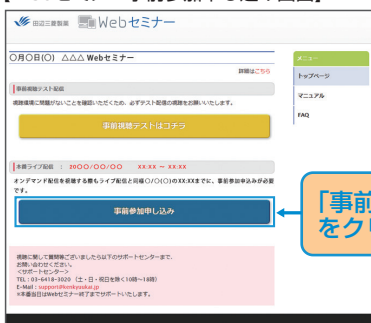 田辺三菱製薬 Webセミナー
〇月〇日(〇) △△△ Webセミナー
詳細はこちら
メニュー
トップページ
マニュアル
FAQ
事前視聴テスト配信
視聴環境に問題がないことを確認いただくため、必ずテスト配信の視聴をお願いいたします。
事前視聴テストはコチラ
本番ライブ配信 : 20〇〇/〇〇/〇〇 XX:XX ～ XX:XX
オンデマンド配信を視聴する際もライブ配信と同様〇/〇(〇)のXX:XXまでに、事前参加申込みが必要
です。
事前参加申し込み
「事前
をクリ
視聴に関して質問等ございましたら以下のサポートセンターまで、
お問い合わせください。
<サポートセンター>
TEL：03-6418-3020 （土・日・祝日を除く10時～18時）
E-Mail：support@kenkyuukai.jp
※本番当日はWebセミナー終了までサポートいたします。